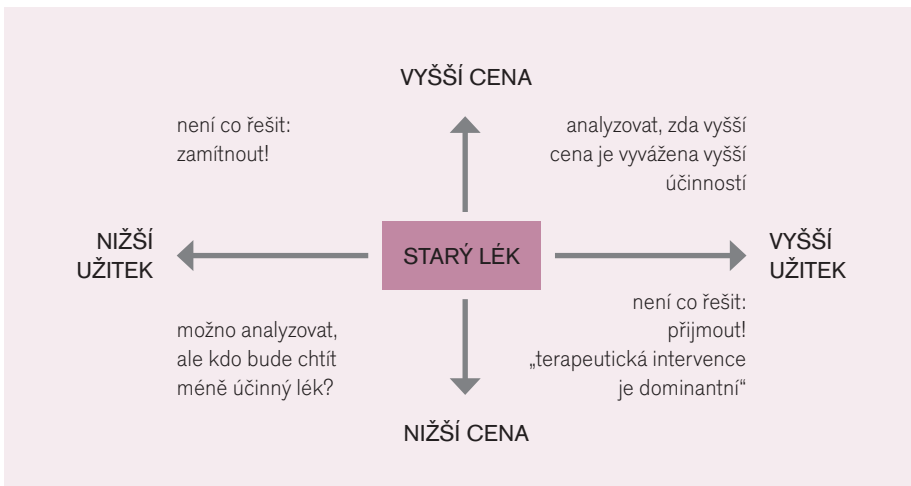 VYŠŠÍ CENA
není co řešit:
zamítnout!
analyzovat, zda vyšší
cena je vyvážena vyšší
účinností
NIŽŠÍ
UŽITEK
STARÝ LÉK
VYŠŠÍ
UŽITEK
možno analyzovat,
ale kdo bude chtít
méně účinný lék?
není co řešit:
přijmout!
„terapeutická intervence
je dominantní“
NIŽŠÍ CENA